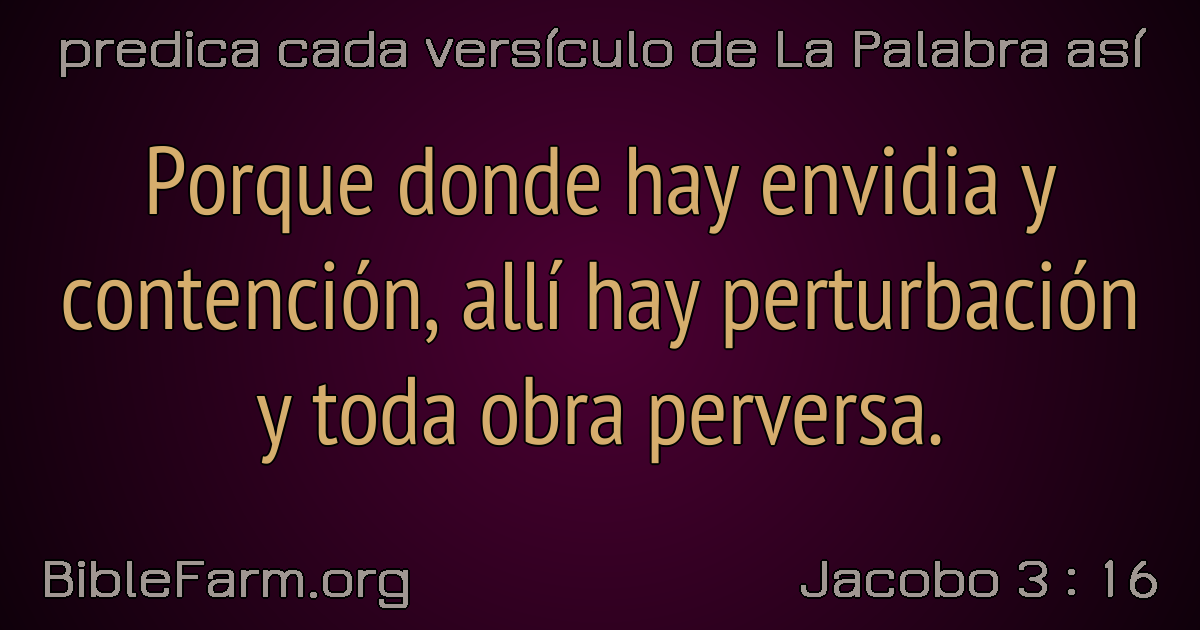 predica cada versículo de La Palabra así
Porque donde hay envidia y
contención, allí hay perturbación
y toda obra perversa.
BibleFarm.org
Jacobo 3 : 16